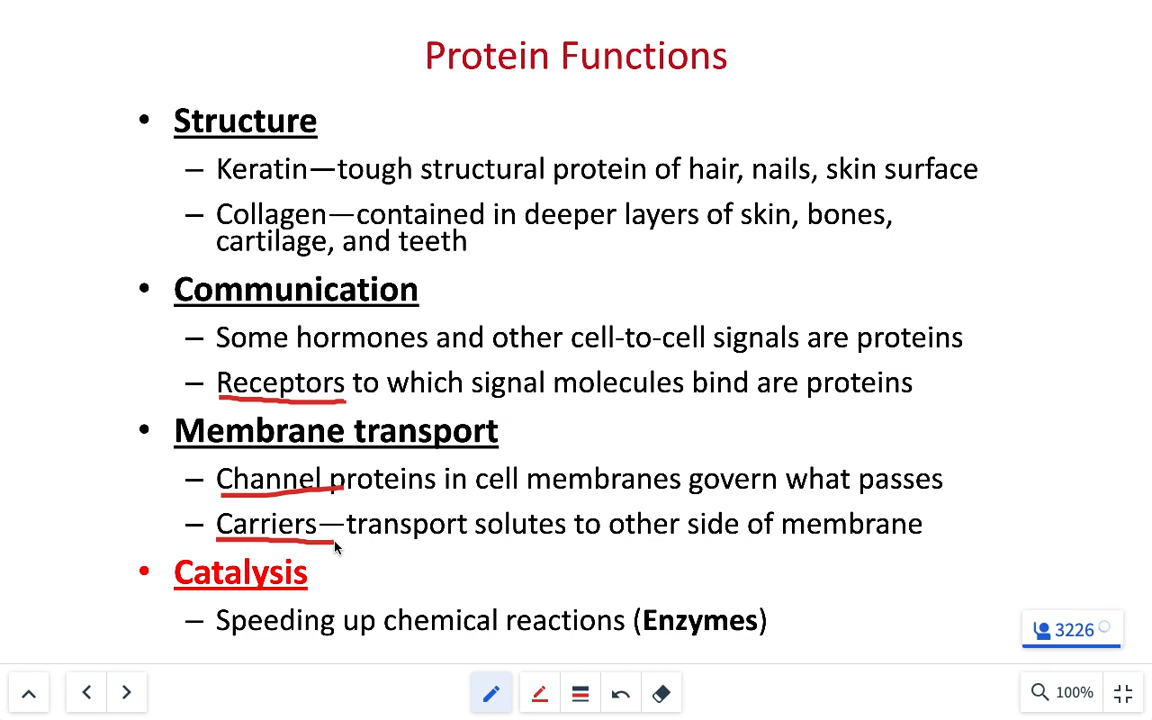 Protein Functions
• Structure
– Keratin—tough structural protein of hair, nails, skin surface
– Collagen—contained in deeper layers of skin, bones,
cartilage, and teeth
• Communication
– Some hormones and other cell-to-cell signals are proteins
– Receptors to which signal molecules bind are proteins
• Membrane transport
– Channel proteins in cell membranes govern what passes
– Carriers—transport solutes to other side of membrane
• Catalysis
– Speeding up chemical reactions (Enzymes)
3226
100%